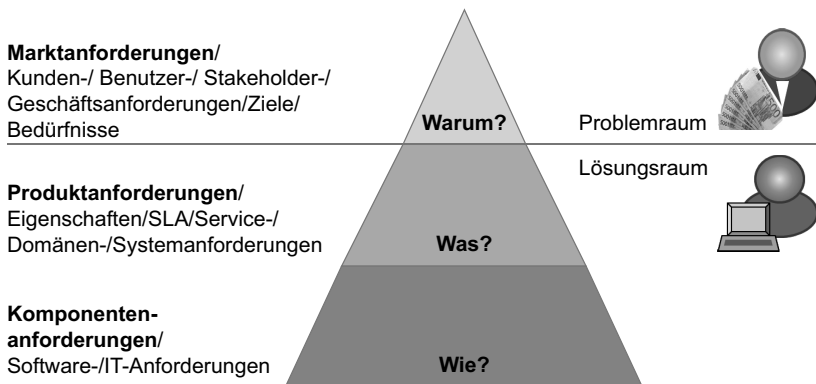 Marktanforderungen/
Kunden-/ Benutzer-/ Stakeholder-/
Geschäftsanforderungen/Ziele/
Bedürfnisse
Warum?
Problemraum
Lösungsraum
Produktanforderungen/
Eigenschaften/SLA/Service-/
Domänen-/Systemanforderungen
Was?
Komponenten-
anforderungen/
Software-/IT-Anforderungen
Wie?